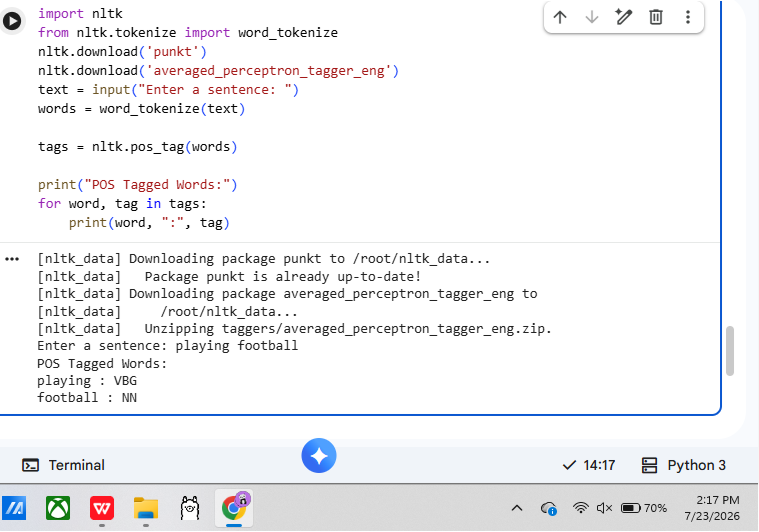 import nltk
from nltk.tokenize import word_tokenize
nltk.download('punkt')
nltk.download('averaged_perceptron_tagger_eng')
text = input("Enter a sentence: ")
words = word_tokenize(text)

tags = nltk.pos_tag(words)

print("POS Tagged Words:")
for word, tag in tags:
    print(word, ":", tag)
[nltk_data] Downloading package punkt to /root/nltk_data...
[nltk_data]   Package punkt is already up-to-date!
[nltk_data] Downloading package averaged_perceptron_tagger_eng to
[nltk_data]     /root/nltk_data...
[nltk_data]   Unzipping taggers/averaged_perceptron_tagger_eng.zip.
Enter a sentence: playing football
POS Tagged Words:
playing : VBG
football : NN
Terminal
14:17
Python 3
70%
2:17 PM
7/23/2026